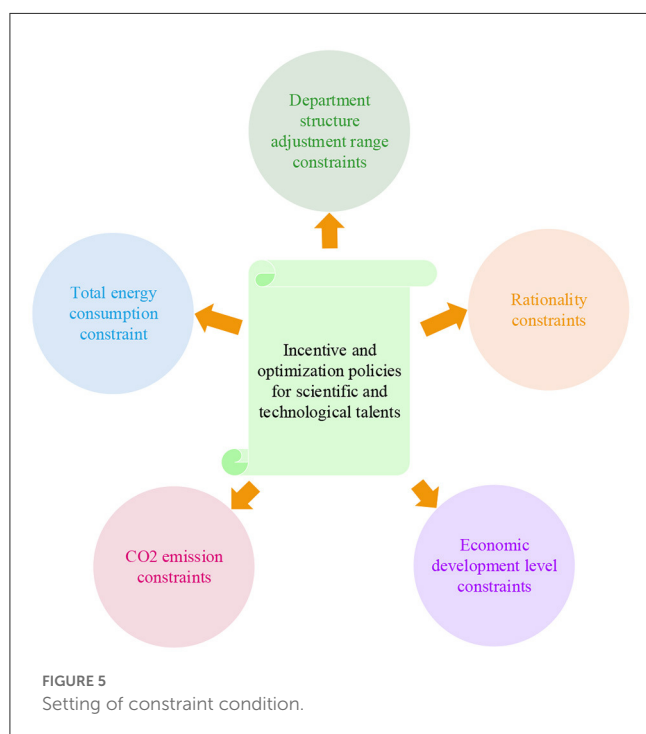 Department
structure
adjustment range
constraints
Total energy
consumption
constraint
Rationality
constraints
Incentive and
optimization policies
for scientific and
technological talents
CO2 emission
constraints
Economic
development level
constraints
FIGURE 5
Setting of constraint condition.